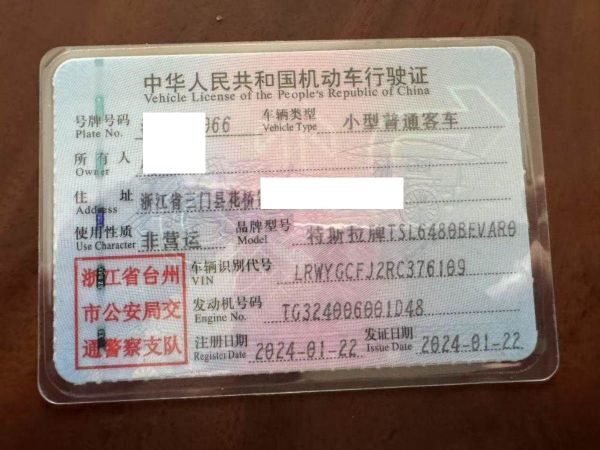 中华人民共和国机动车行驶证
Vehicle License of the People's Republic of China
号牌号码 966 车辆类型 小型普通客车
Plate No. Vehicle Type
所有人
Owner
住址 浙江省三门县花桥
Address
使用性质 非营运 品牌型号 特斯拉牌TSL6480BEVAR0
Use Character Model
浙江省台州 车辆识别代号 LRWYGCFJ2RC376109
VIN
市公安局交 发动机号码 TG324006001D48
Engine No.
通警察支队 注册日期 2024-01-22 发证日期 2024-01-22
Register Date Issue Date